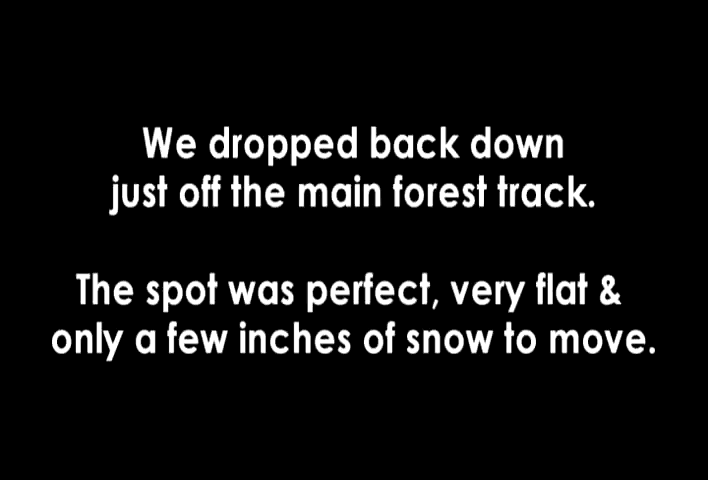 We dropped back down
just off the main forest track.
The spot was perfect, very flat &
only a few inches of snow to move.